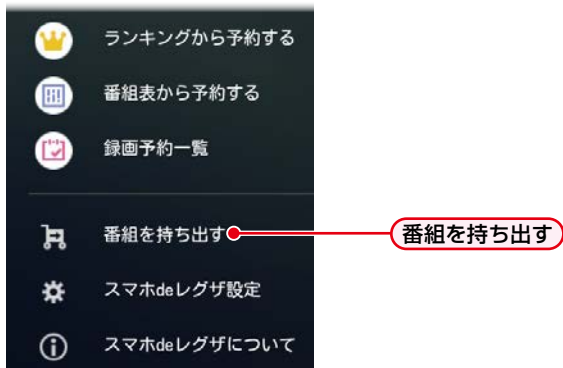 ランキングから予約する
番組表から予約する
録画予約一覧
番組を持ち出す
番組を持ち出す
スマホdeレグザ設定
スマホdeレグザについて